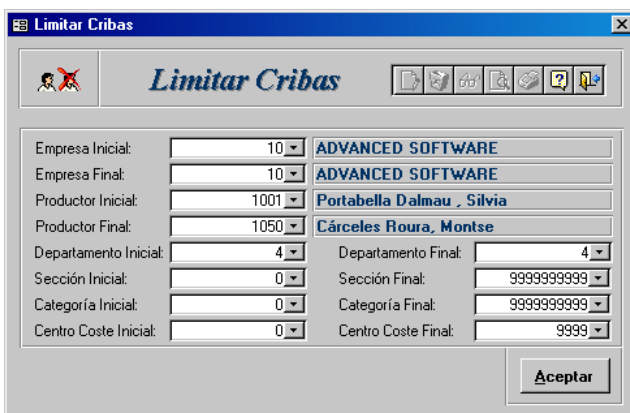 Limitar Cribas
Limitar Cribas
Empresa Inicial: 10 ADVANCED SOFTWARE
Empresa Final: 10 ADVANCED SOFTWARE
Productor Inicial: 1001 Portabella Dalmau , Silvia
Productor Final: 1050 Cárceles Roura, Montse
Departamento Inicial: 4 Departamento Final: 4
Sección Inicial: 0 Sección Final: 9999999999
Categoría Inicial: 0 Categoría Final: 9999999999
Centro Coste Inicial: 0 Centro Coste Final: 9999
Aceptar